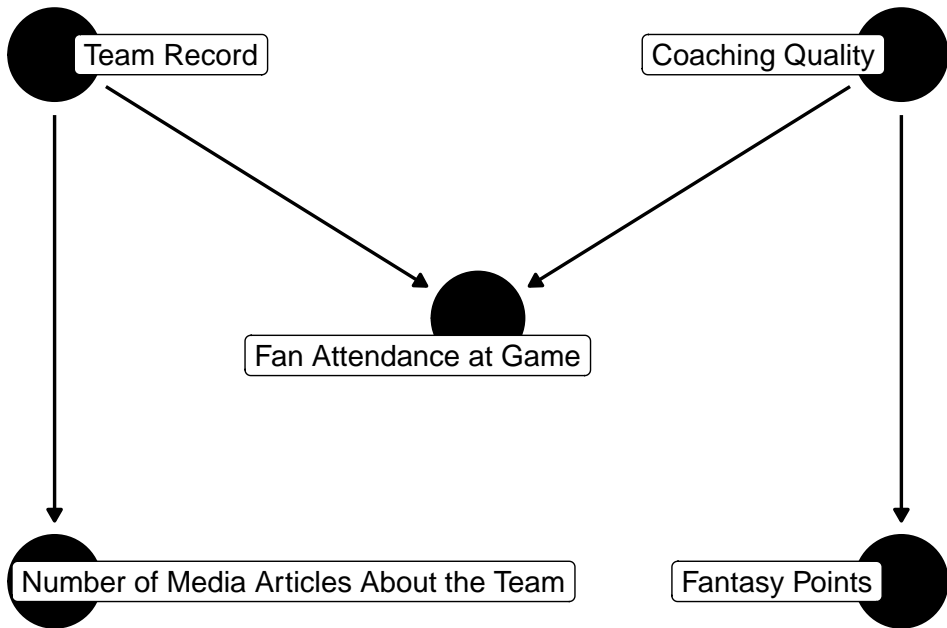 Team Record
Coaching Quality
Fan Attendance at Game
Number of Media Articles About the Team
Fantasy Points